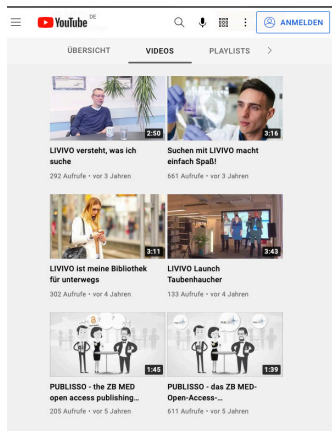 YouTube DE
ANMELDEN
ÜBERSICHT VIDEOS PLAYLISTS
2:50 3:16
LIVIVO versteht, was ich Suchen mit LIVIVO macht
suche einfach Spaß!
292 Aufrufe • vor 3 Jahren 661 Aufrufe • vor 3 Jahren
3:11 3:43
LIVIVO ist meine Bibliothek LIVIVO Launch
für unterwegs Taubenhaucher
302 Aufrufe • vor 4 Jahren 133 Aufrufe • vor 4 Jahren
1:45 1:39
PUBLISSO - the ZB MED PUBLISSO - das ZB MED-
open access publishing… Open-Access-…
205 Aufrufe • vor 5 Jahren 611 Aufrufe • vor 5 Jahren